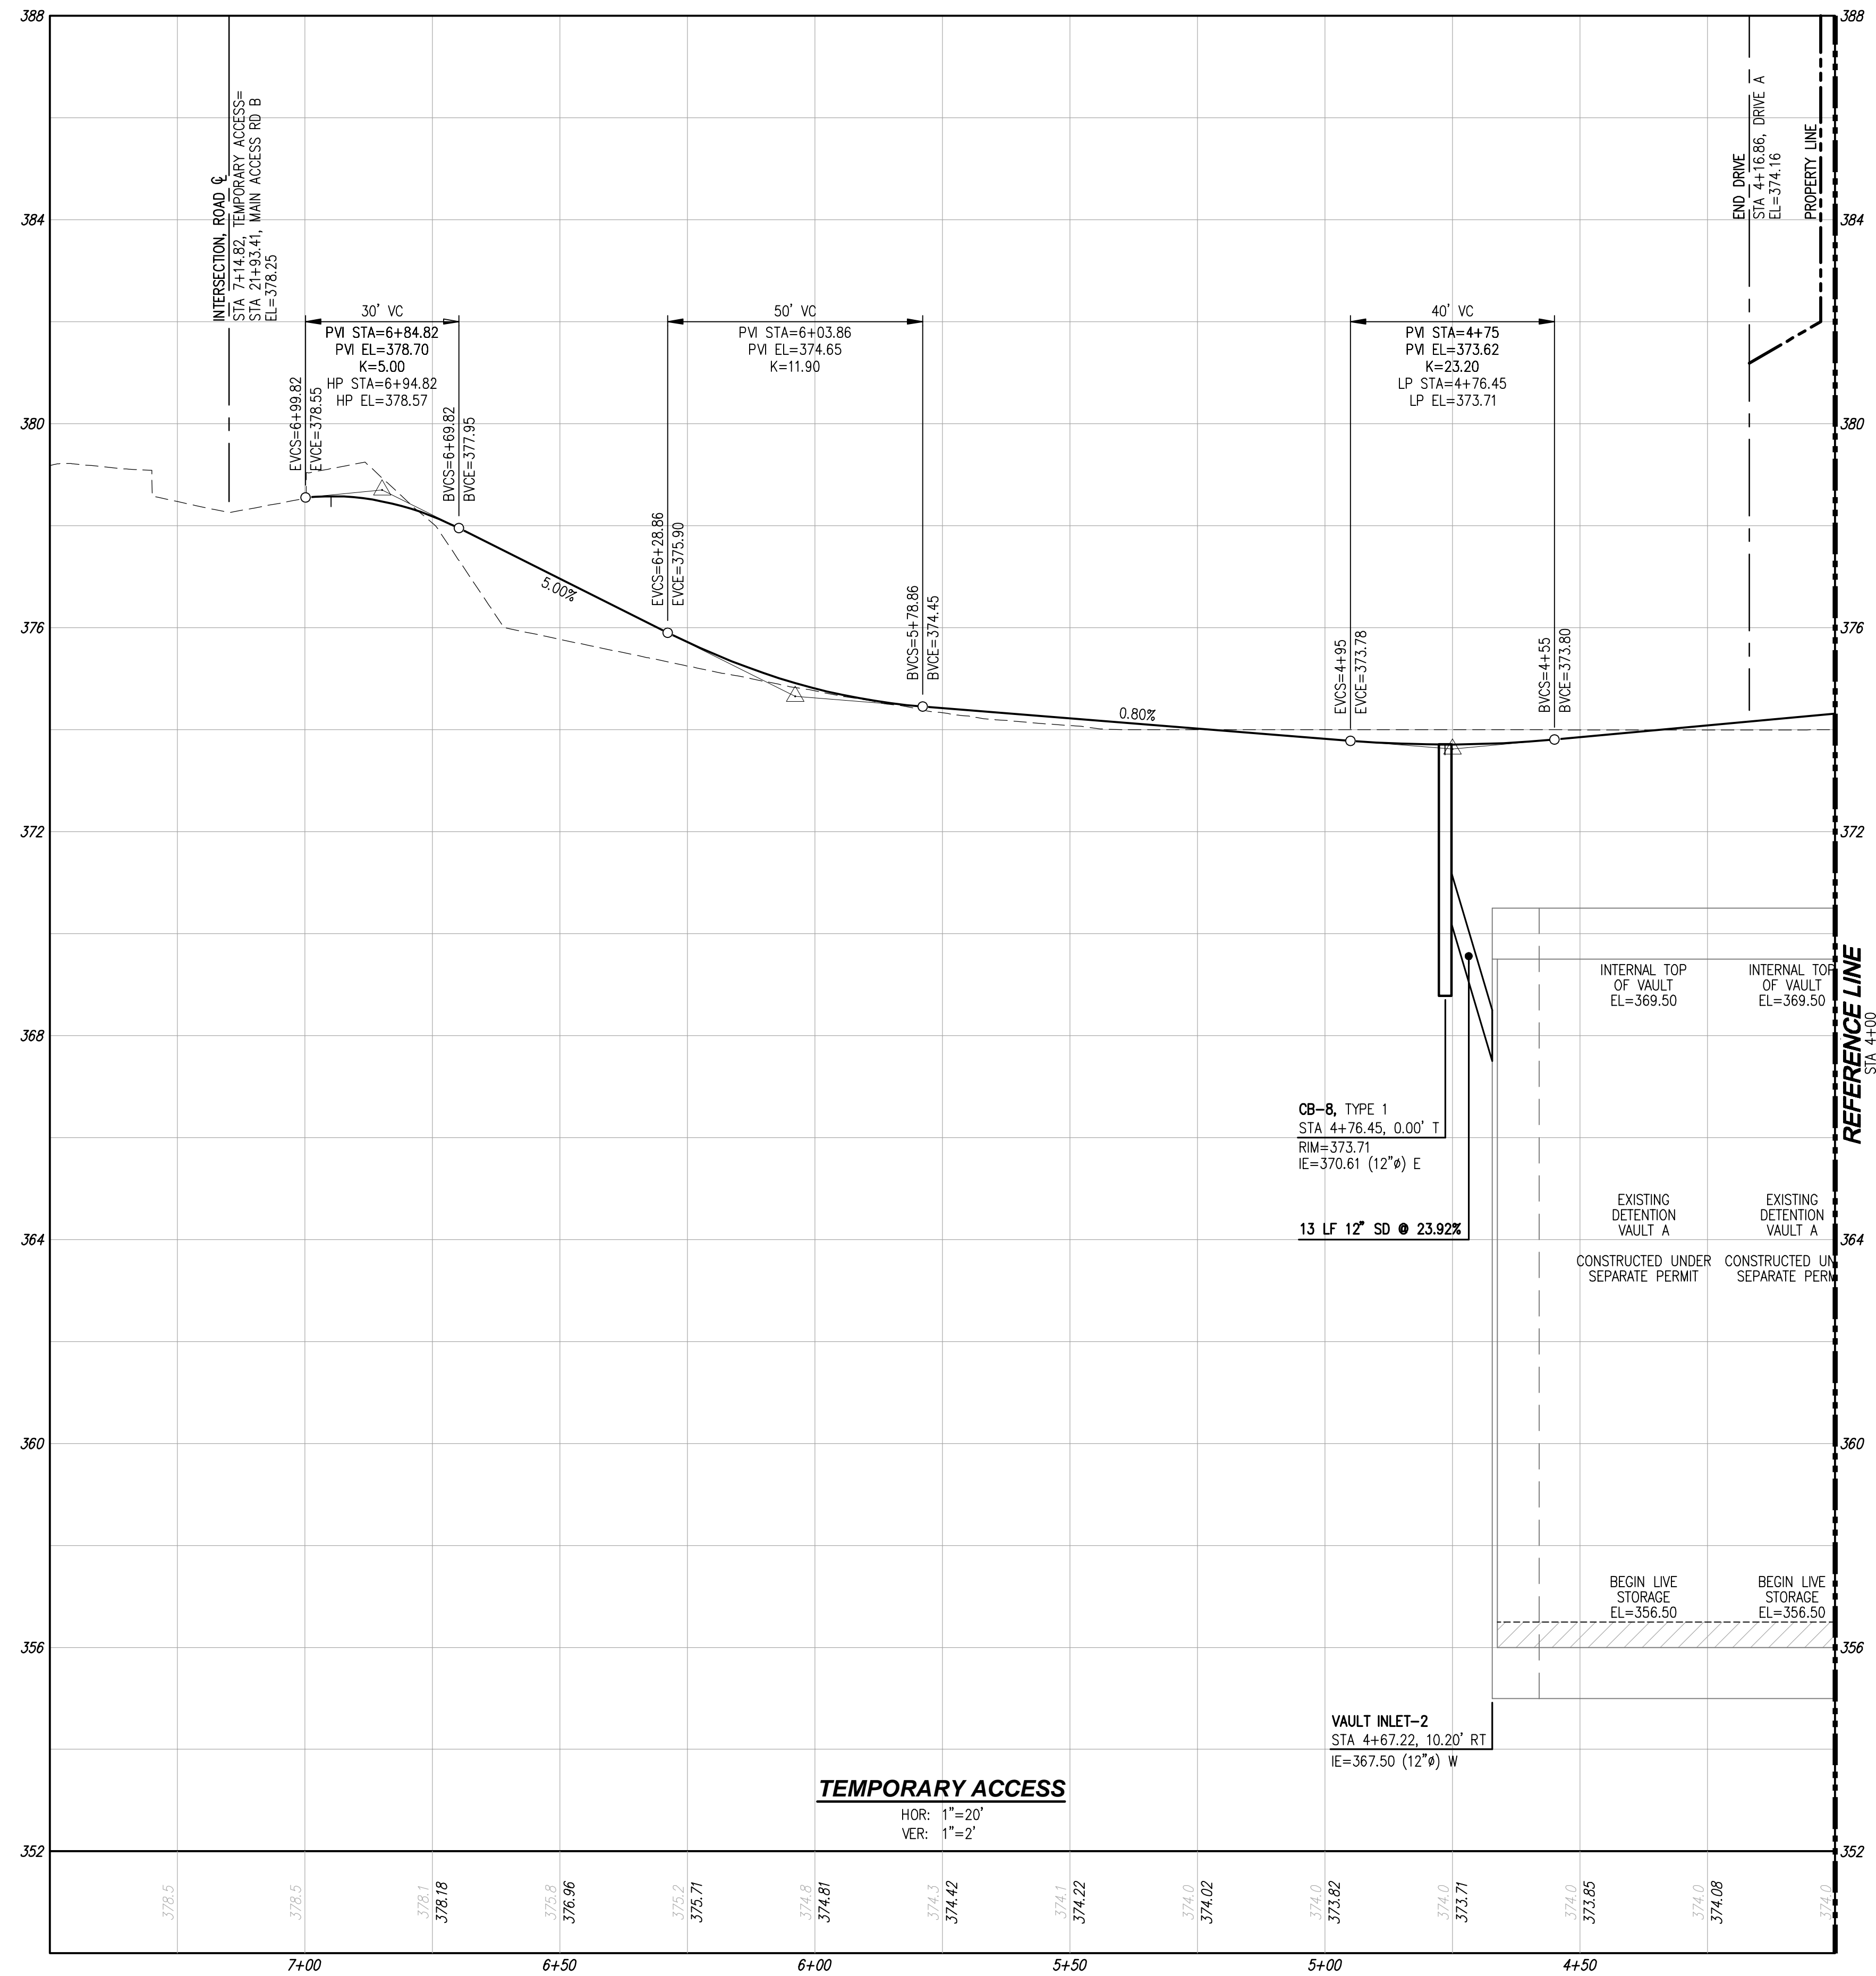 388
384
380
376
372
368
364
360
356
352
388
384
380
376
372
368
364
360
356
352
INTERSECTION, ROAD ℄
STA 7+14.82, TEMPORARY ACCESS=
STA 21+93.41, MAIN ACCESS RD B
EL=378.25
30' VC
PVI STA=6+84.82
PVI EL=378.70
K=5.00
HP STA=6+94.82
HP EL=378.57
EVCS=6+99.82
EVCE=378.55
BVCS=6+69.82
BVCE=377.95
50' VC
PVI STA=6+03.86
PVI EL=374.65
K=11.90
EVCS=6+28.86
EVCE=375.90
BVCS=5+78.86
BVCE=374.45
40' VC
PVI STA=4+75
PVI EL=373.62
K=23.20
LP STA=4+76.45
LP EL=373.71
EVCS=4+95
EVCE=373.78
BVCS=4+55
BVCE=373.80
END DRIVE
STA 4+16.86, DRIVE A
EL=374.16
PROPERTY LINE
5.00%
0.80%
INTERNAL TOP
OF VAULT
EL=369.50
INTERNAL TOP
OF VAULT
EL=369.50
REFERENCE LINE
STA 4+00
CB-8, TYPE 1
STA 4+76.45, 0.00' T
RIM=373.71
IE=370.61 (12"ø) E
13 LF 12" SD @ 23.92%
EXISTING
DETENTION
VAULT A
CONSTRUCTED UNDER
SEPARATE PERMIT
EXISTING
DETENTION
VAULT A
CONSTRUCTED UN
SEPARATE PERM
BEGIN LIVE
STORAGE
EL=356.50
BEGIN LIVE
STORAGE
EL=356.50
VAULT INLET-2
STA 4+67.22, 10.20' RT
IE=367.50 (12"ø) W
TEMPORARY ACCESS
HOR: 1"=20'
VER: 1"=2'
378.5
378.5
378.1
378.18
375.8
376.96
375.2
375.71
374.8
374.81
374.3
374.42
374.1
374.22
374.0
374.02
374.0
373.82
374.0
373.71
374.0
373.85
374.0
374.08
374.0
7+00
6+50
6+00
5+50
5+00
4+50